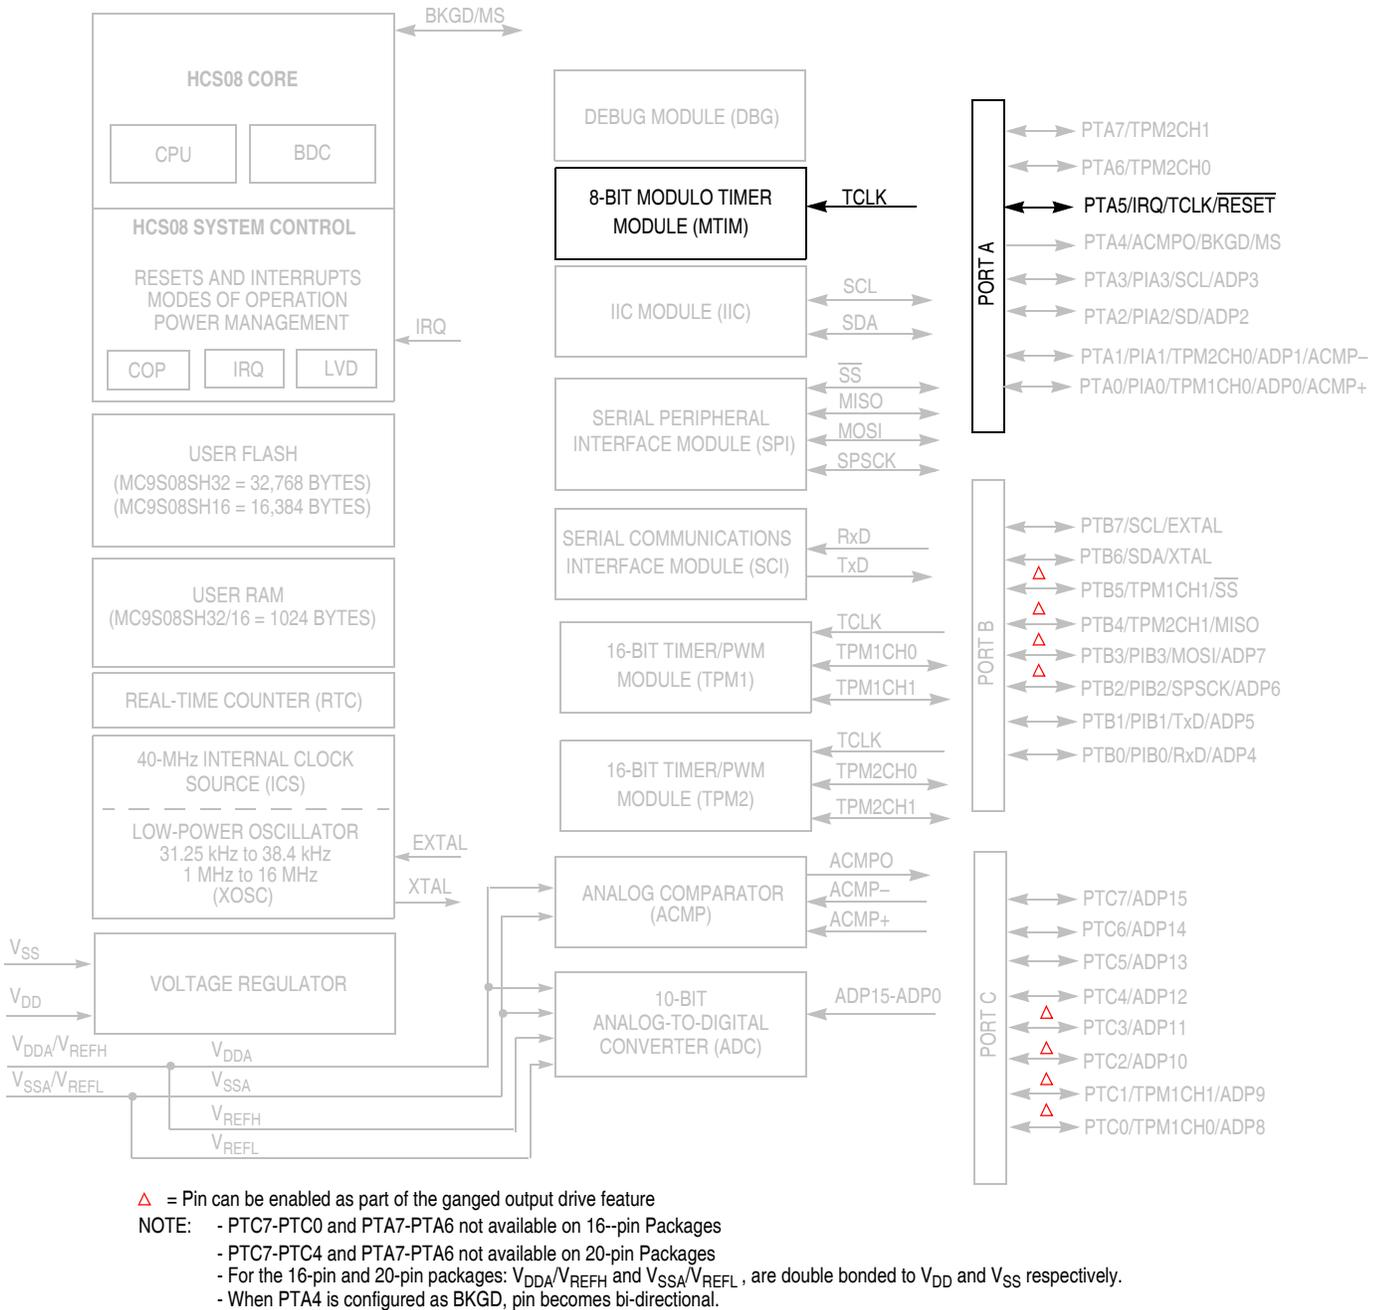 BKGD/MS
HCS08 CORE
CPU
BDC
HCS08 SYSTEM CONTROL
RESETS AND INTERRUPTS
MODES OF OPERATION
POWER MANAGEMENT
IRQ
COP
IRQ
LVD
USER FLASH
(MC9S08SH32 = 32,768 BYTES)
(MC9S08SH16 = 16,384 BYTES)
USER RAM
(MC9S08SH32/16 = 1024 BYTES)
REAL-TIME COUNTER (RTC)
40-MHz INTERNAL CLOCK
SOURCE (ICS)
LOW-POWER OSCILLATOR
31.25 kHz to 38.4 kHz
1 MHz to 16 MHz
(XOSC)
EXTAL
XTAL
VSS
VDD
VOLTAGE REGULATOR
VDDA/VREFH
VDDA
VSSA/VREFL
VSSA
VREFH
VREFL
DEBUG MODULE (DBG)
8-BIT MODULO TIMER
MODULE (MTIM)
TCLK
IIC MODULE (IIC)
SCL
SDA
SERIAL PERIPHERAL
INTERFACE MODULE (SPI)
SS
MISO
MOSI
SPSCK
SERIAL COMMUNICATIONS
INTERFACE MODULE (SCI)
RxD
TxD
16-BIT TIMER/PWM
MODULE (TPM1)
TCLK
TPM1CH0
TPM1CH1
16-BIT TIMER/PWM
MODULE (TPM2)
TCLK
TPM2CH0
TPM2CH1
ANALOG COMPARATOR
(ACMP)
ACMPO
ACMP–
ACMP+
10-BIT
ANALOG-TO-DIGITAL
CONVERTER (ADC)
ADP15-ADP0
PORT A
PTA7/TPM2CH1
PTA6/TPM2CH0
PTA5/IRQ/TCLK/RESET
PTA4/ACMPO/BKGD/MS
PTA3/PIA3/SCL/ADP3
PTA2/PIA2/SD/ADP2
PTA1/PIA1/TPM2CH0/ADP1/ACMP–
PTA0/PIA0/TPM1CH0/ADP0/ACMP+
PORT B
PTB7/SCL/EXTAL
PTB6/SDA/XTAL
Δ
PTB5/TPM1CH1/SS
Δ
PTB4/TPM2CH1/MISO
Δ
PTB3/PIB3/MOSI/ADP7
Δ
PTB2/PIB2/SPSCK/ADP6
PTB1/PIB1/TxD/ADP5
PTB0/PIB0/RxD/ADP4
PORT C
PTC7/ADP15
PTC6/ADP14
PTC5/ADP13
PTC4/ADP12
Δ
PTC3/ADP11
Δ
PTC2/ADP10
Δ
PTC1/TPM1CH1/ADP9
Δ
PTC0/TPM1CH0/ADP8
Δ = Pin can be enabled as part of the ganged output drive feature
NOTE: - PTC7-PTC0 and PTA7-PTA6 not available on 16--pin Packages
- PTC7-PTC4 and PTA7-PTA6 not available on 20-pin Packages
- For the 16-pin and 20-pin packages: VDDA/VREFH and VSSA/VREFL , are double bonded to VDD and VSS respectively.
- When PTA4 is configured as BKGD, pin becomes bi-directional.